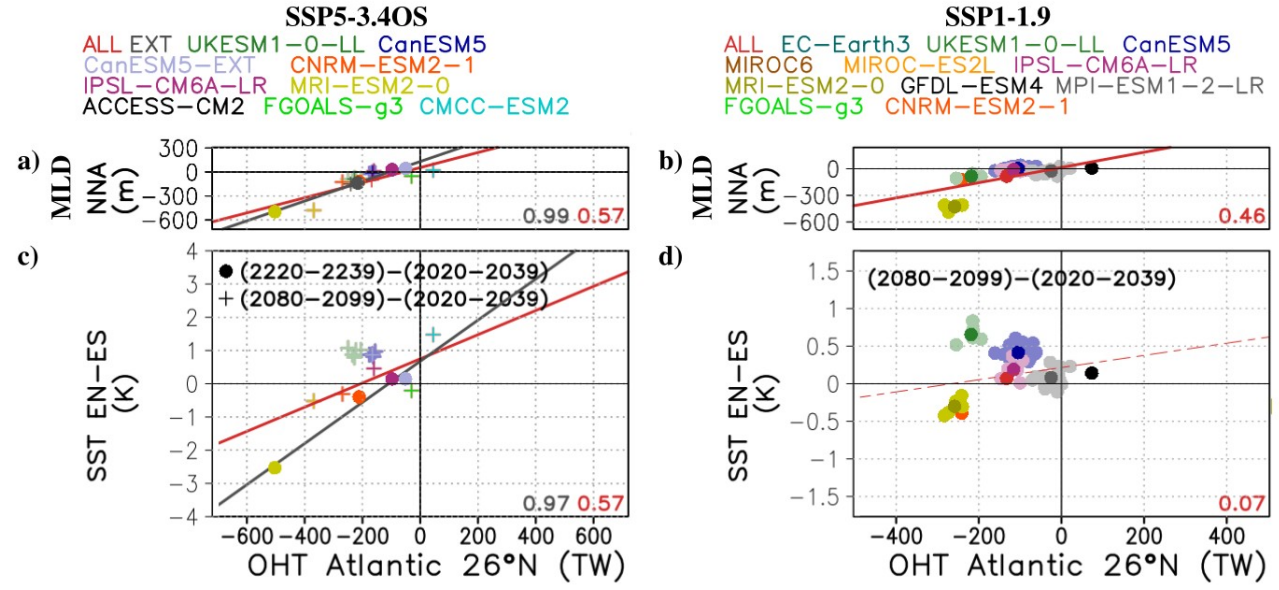 SSP5-3.4OS
ALL EXT UKESM1-0-LL CanESM5
CanESM5-EXT CNRM-ESM2-1
IPSL-CM6A-LR MRI-ESM2-0
ACCESS-CM2 FGOALS-g3 CMCC-ESM2
a)
MLD
NNA
(m)
300
0
-300
-600
0.99 0.57
c)
SST EN-ES
(K)
4
3
2
1
0
-1
-2
-3
-4
(2220-2239)-(2020-2039)
(2080-2099)-(2020-2039)
0.97 0.57
-600 -400 -200 0 200 400 600
OHT Atlantic 26°N (TW)
SSP1-1.9
ALL EC-Earth3 UKESM1-0-LL CanESM5
MIROC6 MIROC-ES2L IPSL-CM6A-LR
MRI-ESM2-0 GFDL-ESM4 MPI-ESM1-2-LR
FGOALS-g3 CNRM-ESM2-1
b)
MLD
NNA
(m)
0
-300
-600
0.46
d)
SST EN-ES
(K)
1.5
1
0.5
0
-0.5
-1
-1.5
(2080-2099)-(2020-2039)
0.07
-400 -200 0 200 400
OHT Atlantic 26°N (TW)